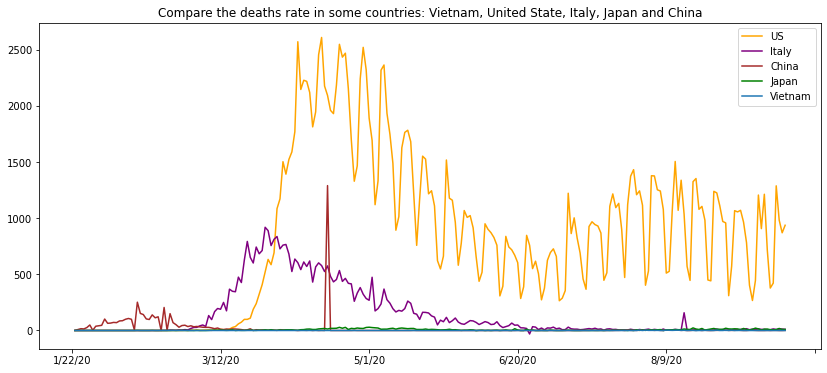 Compare the deaths rate in some countries: Vietnam, United State, Italy, Japan and China
US
Italy
China
Japan
Vietnam
2500
2000
1500
1000
500
0
1/22/20
3/12/20
5/1/20
6/20/20
8/9/20